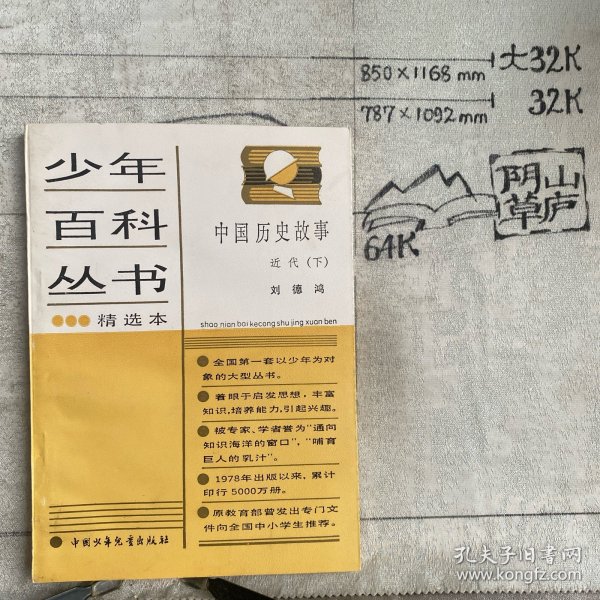 850×1168 mm 大32K
787×1092 mm 32K
阴山
草庐
64K
少年
百科
丛书
精选本
中国历史故事
近代(下)
刘德鸿
shao nian bai kecong shu jing xuan ben
全国第一套以少年为对
象的大型丛书。
着眼于启发思想，丰富
知识，培养能力，引起兴趣。
被专家、学者誉为“通向
知识海洋的窗口”，“哺育
巨人的乳汁”。
1978年出版以来，累计
印行5000万册。
原教育部曾发出专门文
件向全国中小学生推荐。
中国少年儿童出版社
孔夫子旧书网
www.kongfz.com